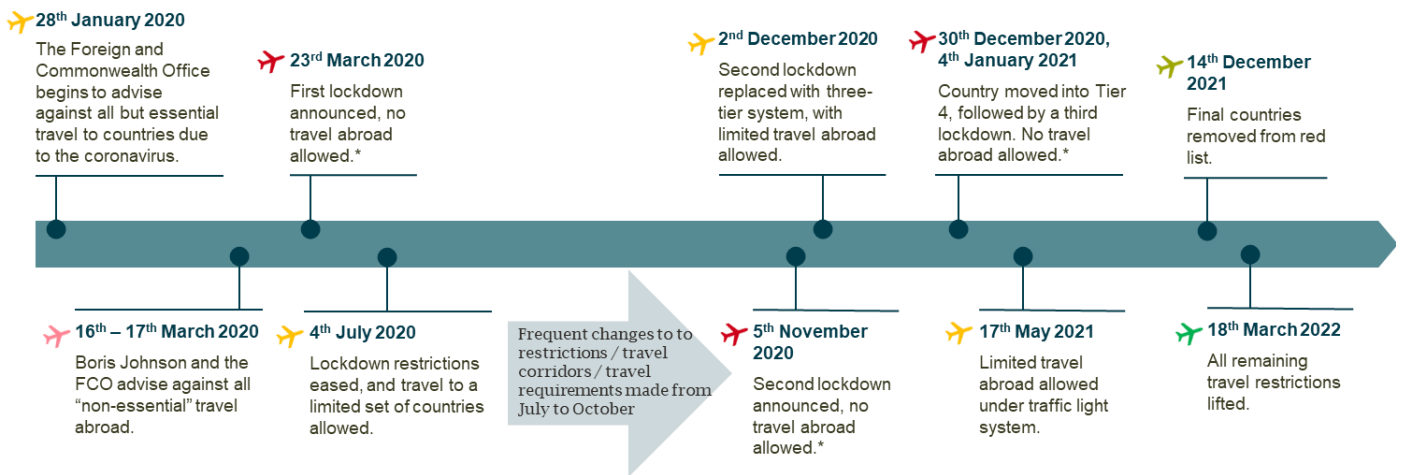 28th January 2020
The Foreign and
Commonwealth Office
begins to advise
against all but essential
travel to countries due
to the coronavirus.
23rd March 2020
First lockdown
announced, no
travel abroad
allowed.*
2nd December 2020
Second lockdown
replaced with three-
tier system, with
limited travel abroad
allowed.
30th December 2020,
4th January 2021
Country moved into Tier
4, followed by a third
lockdown. No travel
abroad allowed.*
14th December
2021
Final countries
removed from red
list.
16th – 17th March 2020
Boris Johnson and the
FCO advise against all
“non-essential” travel
abroad.
4th July 2020
Lockdown restrictions
eased, and travel to a
limited set of countries
allowed.
Frequent changes to to
restrictions / travel
corridors / travel
requirements made from
July to October
5th November
2020
Second lockdown
announced, no
travel abroad
allowed.*
17th May 2021
Limited travel
abroad allowed
under traffic light
system.
18th March 2022
All remaining
travel restrictions
lifted.